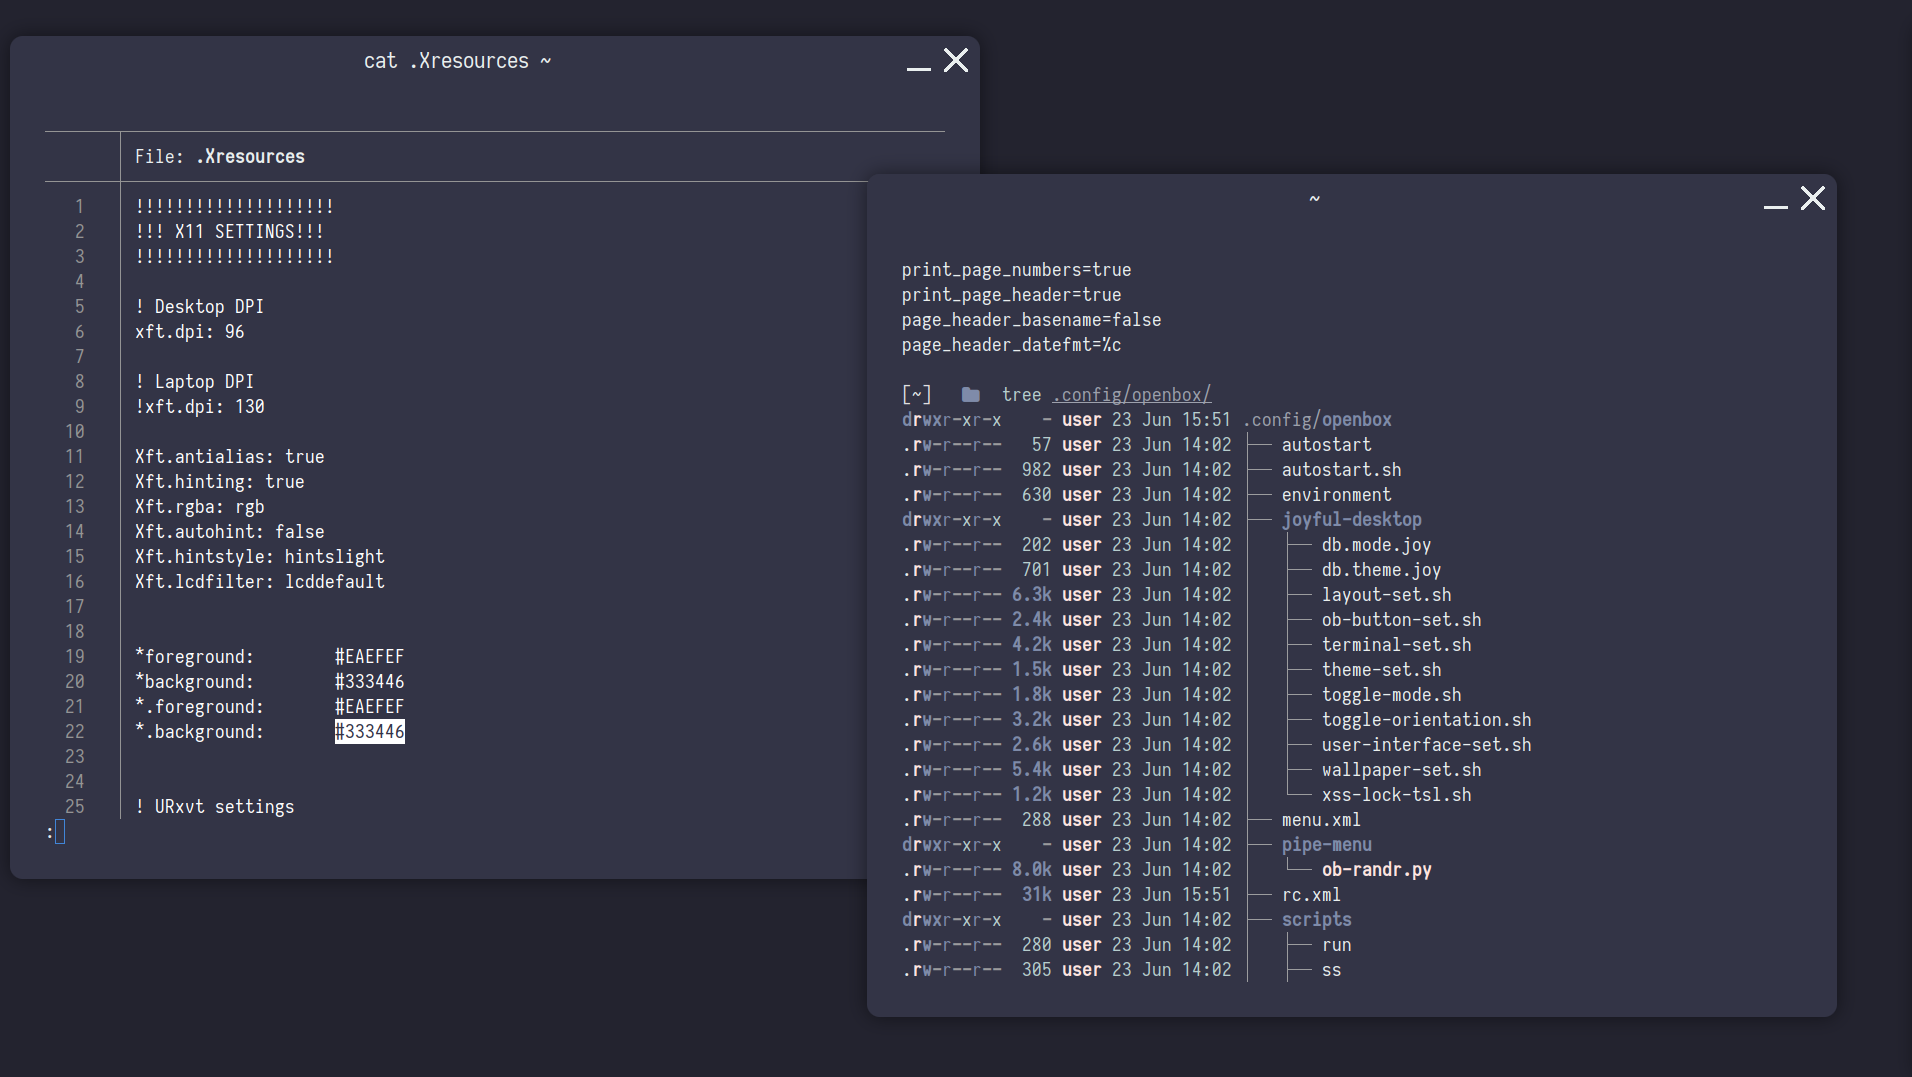 cat .Xresources ~
File: .Xresources
1 !!!!!!!!!!!!!!!!!!!!
2 !!! X11 SETTINGS!!!
3 !!!!!!!!!!!!!!!!!!!!
4
5 ! Desktop DPI
6 xft.dpi: 96
7
8 ! Laptop DPI
9 !xft.dpi: 130
10
11 Xft.antialias: true
12 Xft.hinting: true
13 Xft.rgba: rgb
14 Xft.autohint: false
15 Xft.hintstyle: hintslight
16 Xft.lcdfilter: lcddefault
17
18
19 *foreground: #EAEFEF
20 *background: #333446
21 *.foreground: #EAEFEF
22 *.background: #333446
23
24
25 ! URxvt settings
:
~
print_page_numbers=true
print_page_header=true
page_header_basename=false
page_header_datefmt=%c
[~] tree .config/openbox/
drwxr-xr-x - user 23 Jun 15:51 .config/openbox
.rw-r--r-- 57 user 23 Jun 14:02 ├── autostart
.rw-r--r-- 982 user 23 Jun 14:02 ├── autostart.sh
.rw-r--r-- 630 user 23 Jun 14:02 ├── environment
drwxr-xr-x - user 23 Jun 14:02 ├── joyful-desktop
.rw-r--r-- 202 user 23 Jun 14:02 │ ├── db.mode.joy
.rw-r--r-- 701 user 23 Jun 14:02 │ ├── db.theme.joy
.rw-r--r-- 6.3k user 23 Jun 14:02 │ ├── layout-set.sh
.rw-r--r-- 2.4k user 23 Jun 14:02 │ ├── ob-button-set.sh
.rw-r--r-- 4.2k user 23 Jun 14:02 │ ├── terminal-set.sh
.rw-r--r-- 1.5k user 23 Jun 14:02 │ ├── theme-set.sh
.rw-r--r-- 1.8k user 23 Jun 14:02 │ ├── toggle-mode.sh
.rw-r--r-- 3.2k user 23 Jun 14:02 │ ├── toggle-orientation.sh
.rw-r--r-- 2.6k user 23 Jun 14:02 │ ├── user-interface-set.sh
.rw-r--r-- 5.4k user 23 Jun 14:02 │ ├── wallpaper-set.sh
.rw-r--r-- 1.2k user 23 Jun 14:02 │ └── xss-lock-tsl.sh
.rw-r--r-- 288 user 23 Jun 14:02 ├── menu.xml
drwxr-xr-x - user 23 Jun 14:02 ├── pipe-menu
.rw-r--r-- 8.0k user 23 Jun 14:02 │ └── ob-randr.py
.rw-r--r-- 31k user 23 Jun 15:51 ├── rc.xml
drwxr-xr-x - user 23 Jun 14:02 ├── scripts
.rw-r--r-- 280 user 23 Jun 14:02 │ ├── run
.rw-r--r-- 305 user 23 Jun 14:02 │ ├── ss